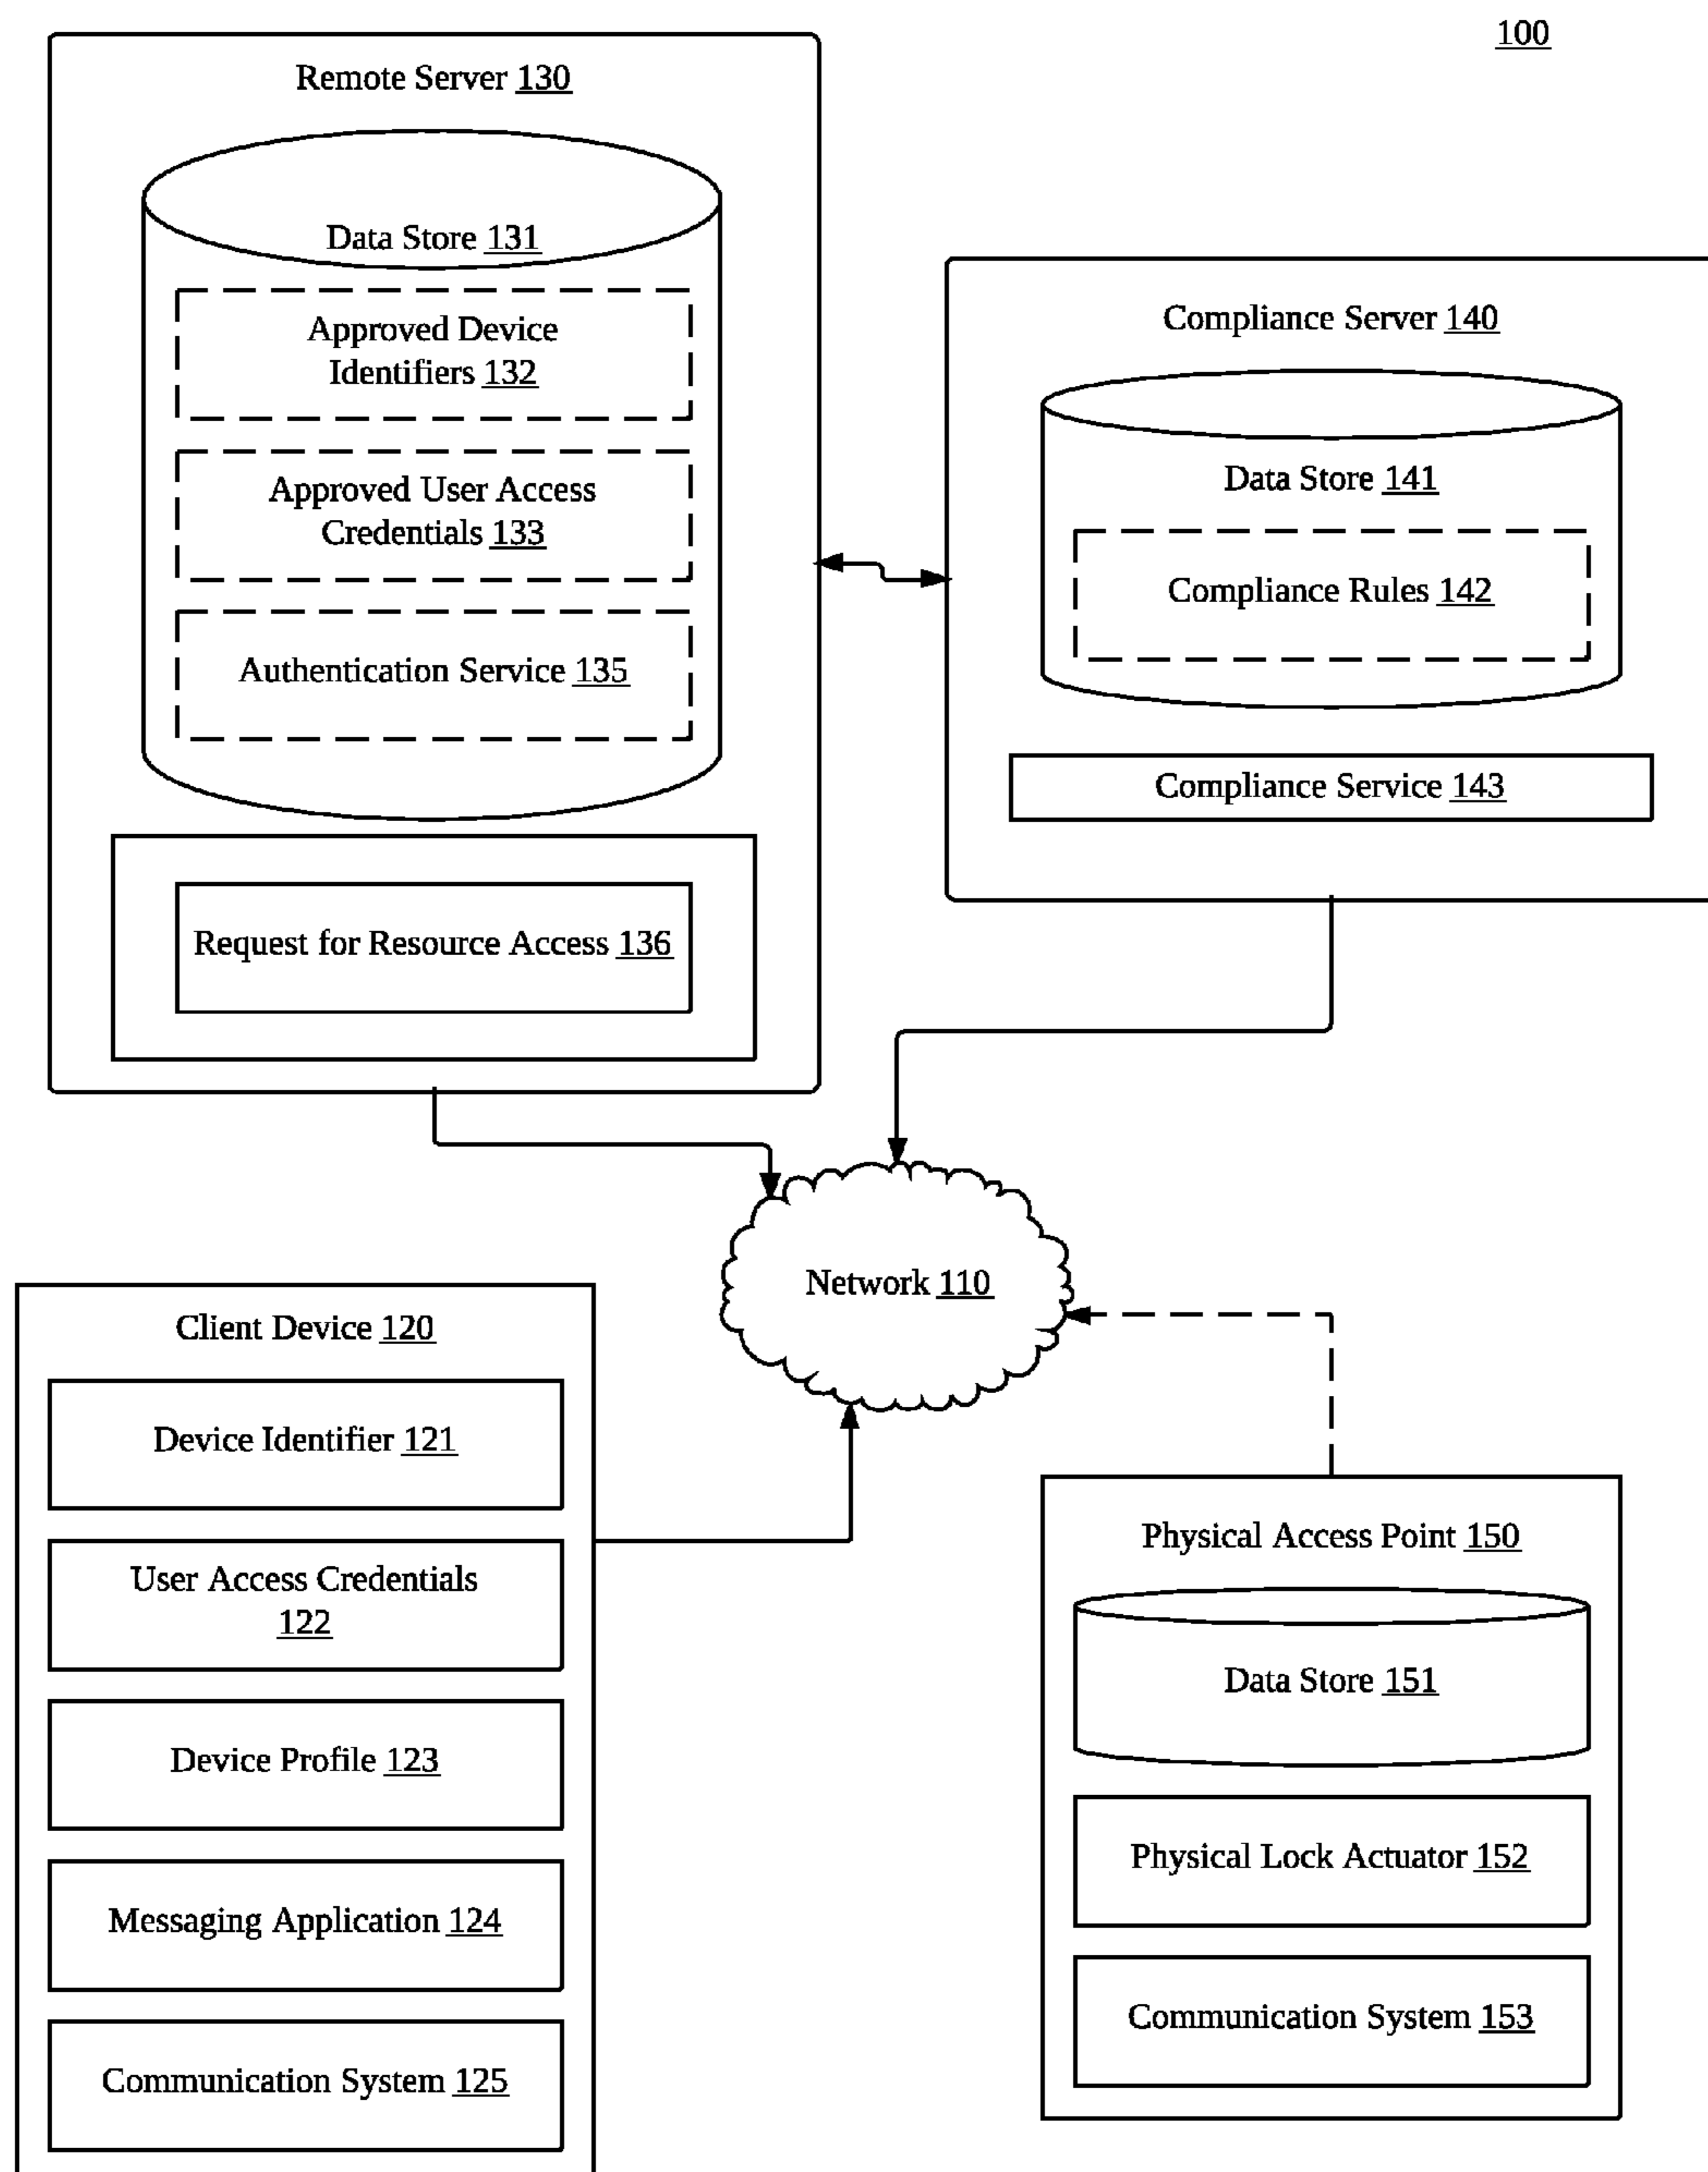 100
Remote Server 130
Data Store 131
Approved Device
Identifiers 132
Approved User Access
Credentials 133
Authentication Service 135
Request for Resource Access 136
Compliance Server 140
Data Store 141
Compliance Rules 142
Compliance Service 143
Network 110
Client Device 120
Device Identifier 121
User Access Credentials
122
Device Profile 123
Messaging Application 124
Communication System 125
Physical Access Point 150
Data Store 151
Physical Lock Actuator 152
Communication System 153